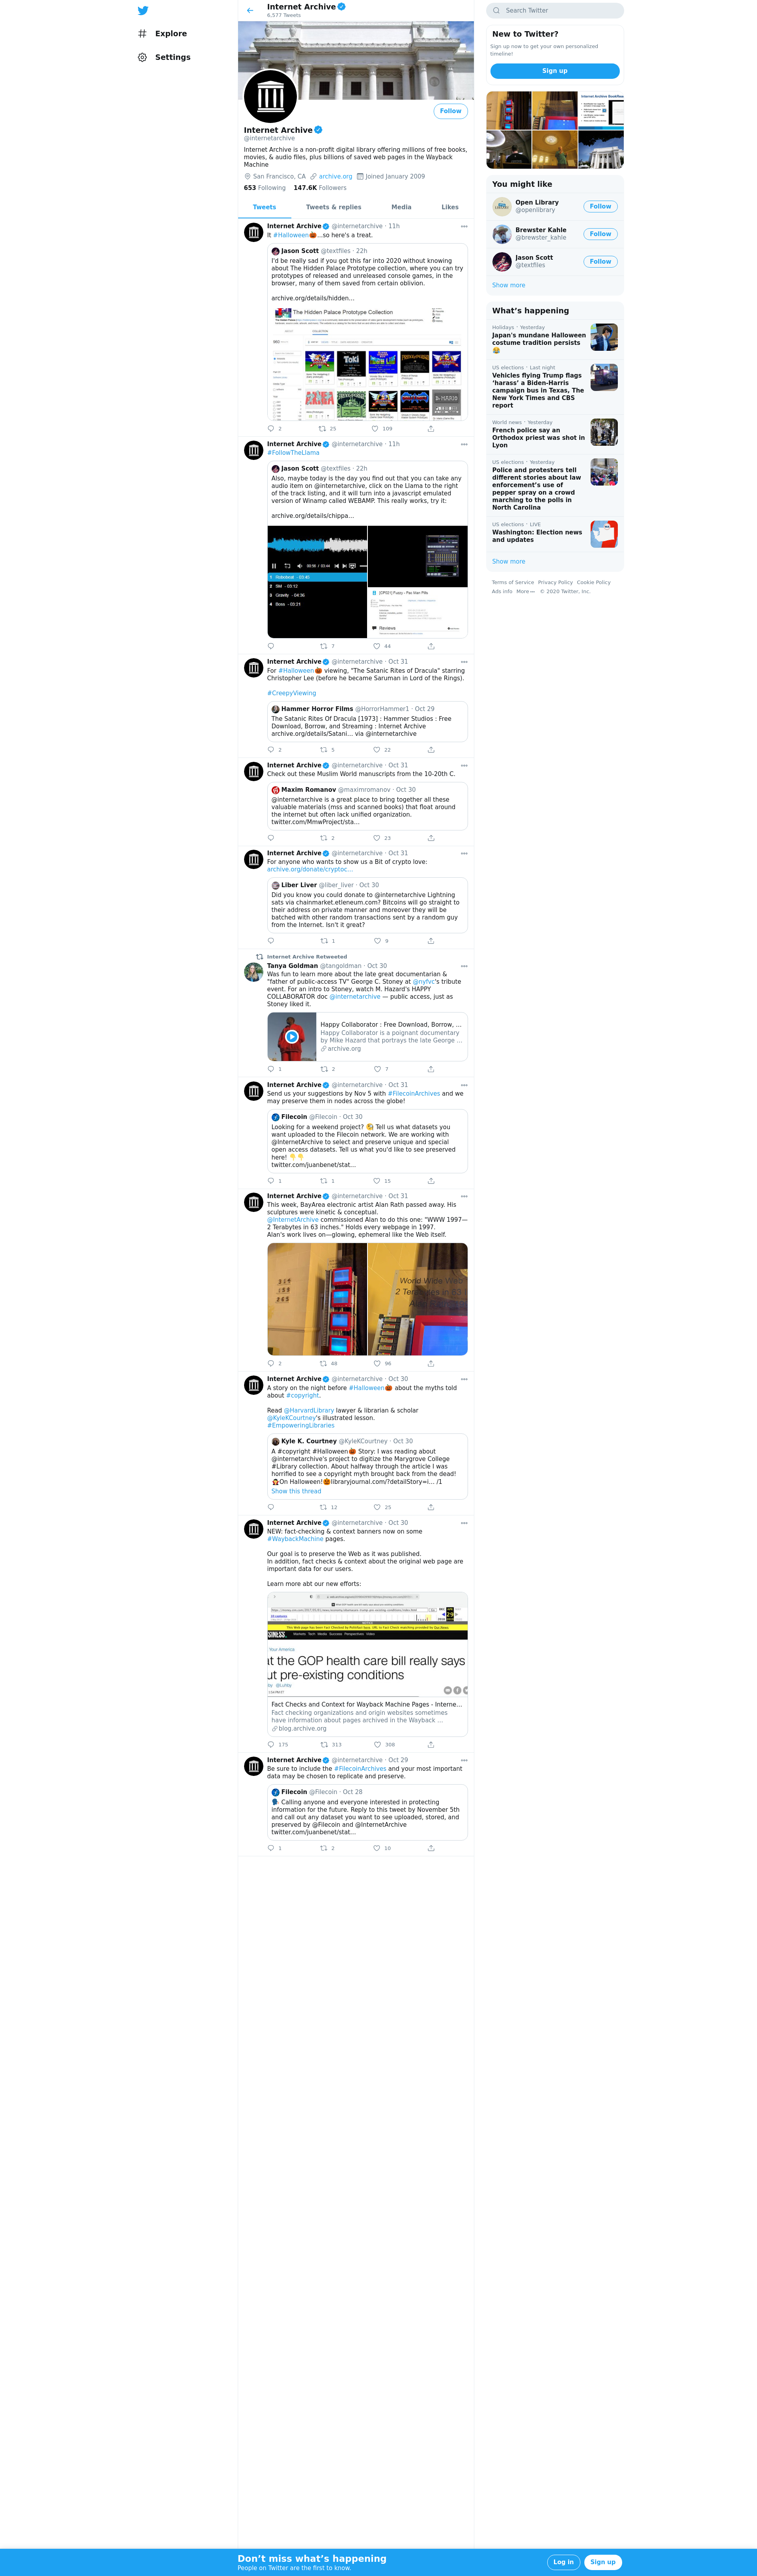 Internet Archive
6,577 Tweets
Search Twitter
Explore
Settings
Follow
Internet Archive
@internetarchive
Internet Archive is a non-profit digital library offering millions of free books,
movies, & audio files, plus billions of saved web pages in the Wayback
Machine
San Francisco, CA archive.org Joined January 2009
653 Following 147.6K Followers
Tweets Tweets & replies Media Likes
Internet Archive @internetarchive · 11h
It #Halloween🎃...so here's a treat.
Jason Scott @textfiles · 22h
I'd be really sad if you got this far into 2020 without knowing
about The Hidden Palace Prototype collection, where you can try
prototypes of released and unreleased console games, in the
browser, many of them saved from certain oblivion.
archive.org/details/hidden…
The Hidden Palace Prototype Collection
2 25 109
Internet Archive @internetarchive · 11h
#FollowTheLlama
Jason Scott @textfiles · 22h
Also, maybe today is the day you find out that you can take any
audio item on @internetarchive, click on the Llama to the right
of the track listing, and it will turn into a javascript emulated
version of Winamp called WEBAMP. This really works, try it:
archive.org/details/chippa…
Reviews
7 44
Internet Archive @internetarchive · Oct 31
For #Halloween🎃 viewing, "The Satanic Rites of Dracula" starring
Christopher Lee (before he became Saruman in Lord of the Rings).
#CreepyViewing
Hammer Horror Films @HorrorHammer1 · Oct 29
The Satanic Rites Of Dracula [1973] : Hammer Studios : Free
Download, Borrow, and Streaming : Internet Archive
archive.org/details/Satani… via @internetarchive
2 5 22
Internet Archive @internetarchive · Oct 31
Check out these Muslim World manuscripts from the 10-20th C.
Maxim Romanov @maximromanov · Oct 30
@internetarchive is a great place to bring together all these
valuable materials (mss and scanned books) that float around
the internet but often lack unified organization.
twitter.com/MmwProject/sta…
2 23
Internet Archive @internetarchive · Oct 31
For anyone who wants to show us a Bit of crypto love:
archive.org/donate/cryptoc…
Liber Liver @liber_liver · Oct 30
Did you know you could donate to @internetarchive Lightning
sats via chainmarket.etleneum.com? Bitcoins will go straight to
their address on private manner and moreover they will be
batched with other random transactions sent by a random guy
from the Internet. Isn't it great?
1 9
Internet Archive Retweeted
Tanya Goldman @tangoldman · Oct 30
Was fun to learn more about the late great documentarian &
"father of public-access TV" George C. Stoney at @nyfvc's tribute
event. For an intro to Stoney, watch M. Hazard's HAPPY
COLLABORATOR doc @internetarchive — public access, just as
Stoney liked it.
Happy Collaborator : Free Download, Borrow, ...
Happy Collaborator is a poignant documentary
by Mike Hazard that portrays the late George ...
archive.org
1 2 7
Internet Archive @internetarchive · Oct 31
Send us your suggestions by Nov 5 with #FilecoinArchives and we
may preserve them in nodes across the globe!
Filecoin @Filecoin · Oct 30
Looking for a weekend project? 🧐 Tell us what datasets you
want uploaded to the Filecoin network. We are working with
@InternetArchive to select and preserve unique and special
open access datasets. Tell us what you'd like to see preserved
here! 👇👇
twitter.com/juanbenet/stat…
1 1 15
Internet Archive @internetarchive · Oct 31
This week, BayArea electronic artist Alan Rath passed away. His
sculptures were kinetic & conceptual.
@InternetArchive commissioned Alan to do this one: "WWW 1997—
2 Terabytes in 63 inches." Holds every webpage in 1997.
Alan's work lives on—glowing, ephemeral like the Web itself.
2 48 96
Internet Archive @internetarchive · Oct 30
A story on the night before #Halloween🎃 about the myths told
about #copyright.
Read @HarvardLibrary lawyer & librarian & scholar
@KyleKCourtney's illustrated lesson.
#EmpoweringLibraries
Kyle K. Courtney @KyleKCourtney · Oct 30
A #copyright #Halloween🎃 Story: I was reading about
@internetarchive's project to digitize the Marygrove College
#Library collection. About halfway through the article I was
horrified to see a copyright myth brought back from the dead!
🧟On Halloween!🎃libraryjournal.com/?detailStory=i… /1
Show this thread
12 25
Internet Archive @internetarchive · Oct 30
NEW: fact-checking & context banners now on some
#WaybackMachine pages.
Our goal is to preserve the Web as it was published.
In addition, fact checks & context about the original web page are
important data for our users.
Learn more abt our new efforts:
at the GOP health care bill really says
ut pre-existing conditions
Fact Checks and Context for Wayback Machine Pages - Interne...
Fact checking organizations and origin websites sometimes
have information about pages archived in the Wayback ...
blog.archive.org
175 313 308
Internet Archive @internetarchive · Oct 29
Be sure to include the #FilecoinArchives and your most important
data may be chosen to replicate and preserve.
Filecoin @Filecoin · Oct 28
🗣 Calling anyone and everyone interested in protecting
information for the future. Reply to this tweet by November 5th
and call out any dataset you want to see uploaded, stored, and
preserved by @Filecoin and @InternetArchive
twitter.com/juanbenet/stat…
1 2 10
New to Twitter?
Sign up now to get your own personalized
timeline!
Sign up
You might like
Open Library
@openlibrary
Follow
Brewster Kahle
@brewster_kahle
Follow
Jason Scott
@textfiles
Follow
Show more
What's happening
Holidays · Yesterday
Japan's mundane Halloween
costume tradition persists
😂
US elections · Last night
Vehicles flying Trump flags
'harass' a Biden-Harris
campaign bus in Texas, The
New York Times and CBS
report
World news · Yesterday
French police say an
Orthodox priest was shot in
Lyon
US elections · Yesterday
Police and protesters tell
different stories about law
enforcement's use of
pepper spray on a crowd
marching to the polls in
North Carolina
US elections · LIVE
Washington: Election news
and updates
Show more
Terms of Service Privacy Policy Cookie Policy
Ads info More © 2020 Twitter, Inc.
Don't miss what's happening
People on Twitter are the first to know.
Log in Sign up